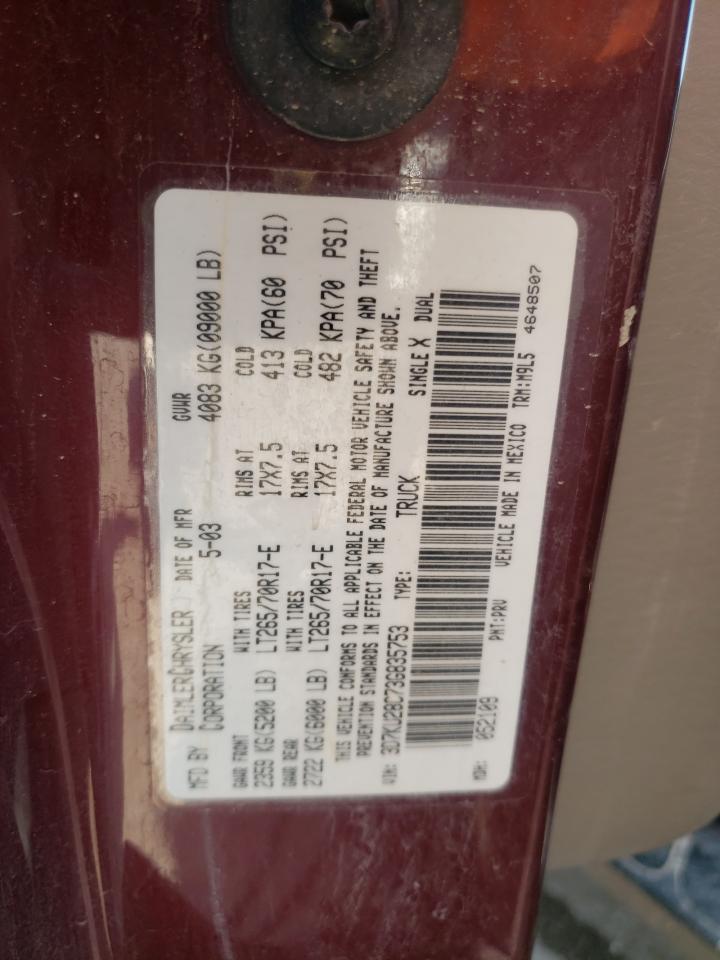 MFD BY DAIMLERCHRYSLER CORPORATION DATE OF MFR 5-03 GVWR 4083 KG(09000 LB)
GAWR FRONT WITH TIRES RIMS AT COLD
2359 KG(5200 LB) LT265/70R17-E 17X7.5 413 KPA(60 PSI)
GAWR REAR WITH TIRES RIMS AT COLD
2722 KG(6000 LB) LT265/70R17-E 17X7.5 482 KPA(70 PSI)
THIS VEHICLE CONFORMS TO ALL APPLICABLE FEDERAL MOTOR VEHICLE SAFETY AND THEFT
PREVENTION STANDARDS IN EFFECT ON THE DATE OF MANUFACTURE SHOWN ABOVE.
VIN: 3D7KU28C73G835753 TYPE: TRUCK SINGLE X DUAL
MDH: 052109 PNT:PRV VEHICLE MADE IN MEXICO TRM:M9L5 4648507